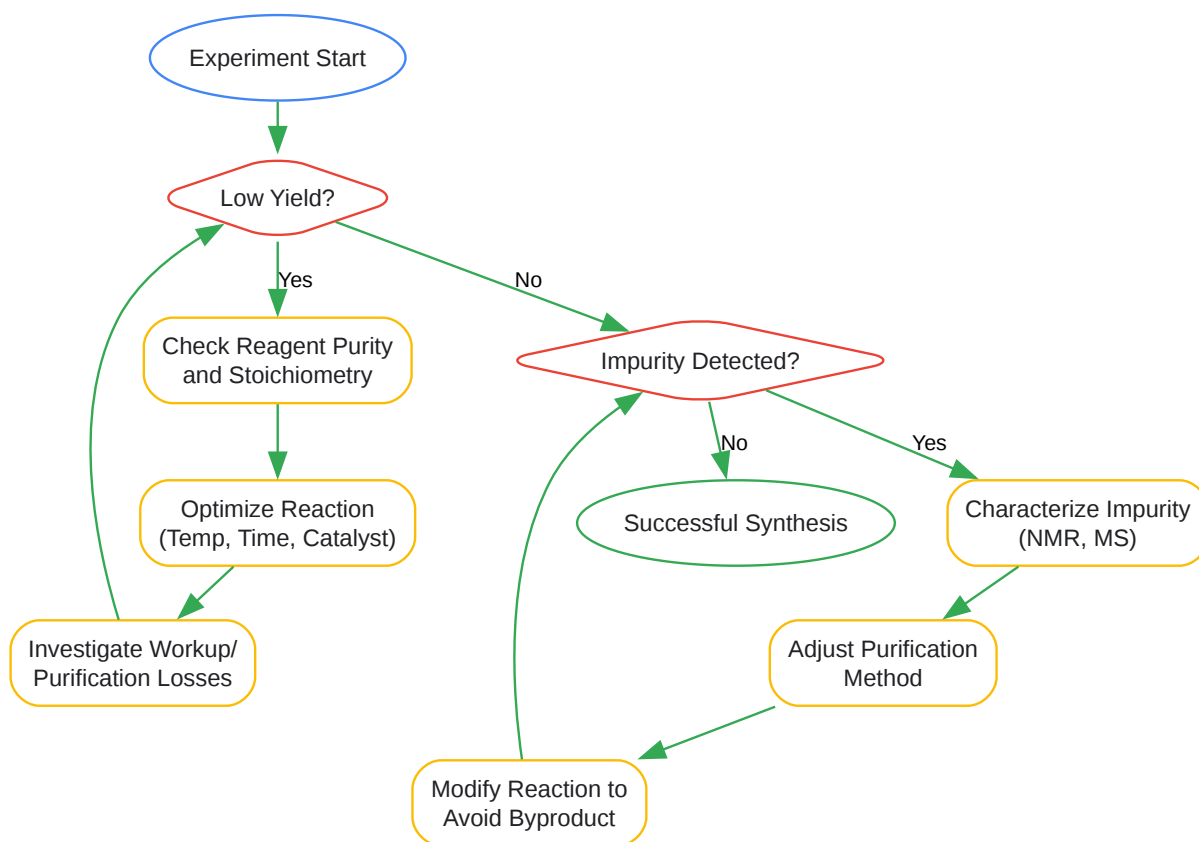 Experiment Start
Low Yield?
Yes
No
Check Reagent Purity
and Stoichiometry
Impurity Detected?
No
Yes
Optimize Reaction
(Temp, Time, Catalyst)
Successful Synthesis
Characterize Impurity
(NMR, MS)
Investigate Workup/
Purification Losses
Adjust Purification
Method
Modify Reaction to
Avoid Byproduct